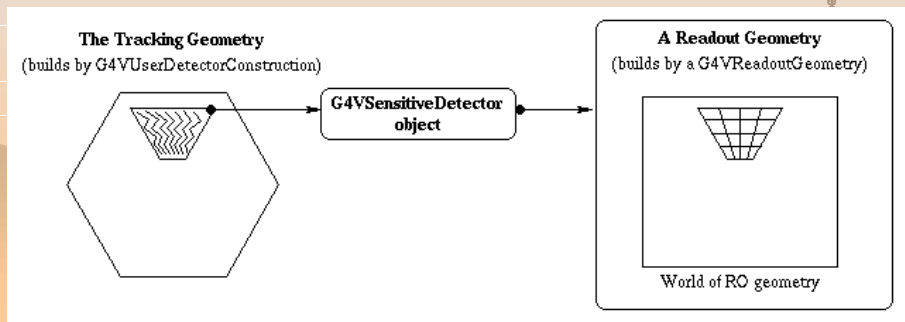 The Tracking Geometry
(builds by G4VUserDetectorConstruction)
G4VSensitiveDetector
object
A Readout Geometry
(builds by a G4VReadoutGeometry)
World of RO geometry